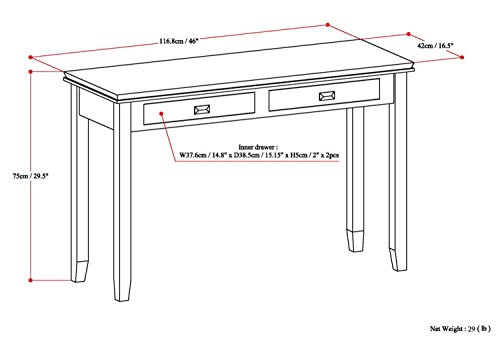 116.8cm / 46"
42cm / 16.5"
75cm / 29.5"
Inner drawer :
W37.6cm / 14.8" x D38.5cm / 15.15" x H5cm / 2" x 2pcs
Net Weight : 29 ( lb )